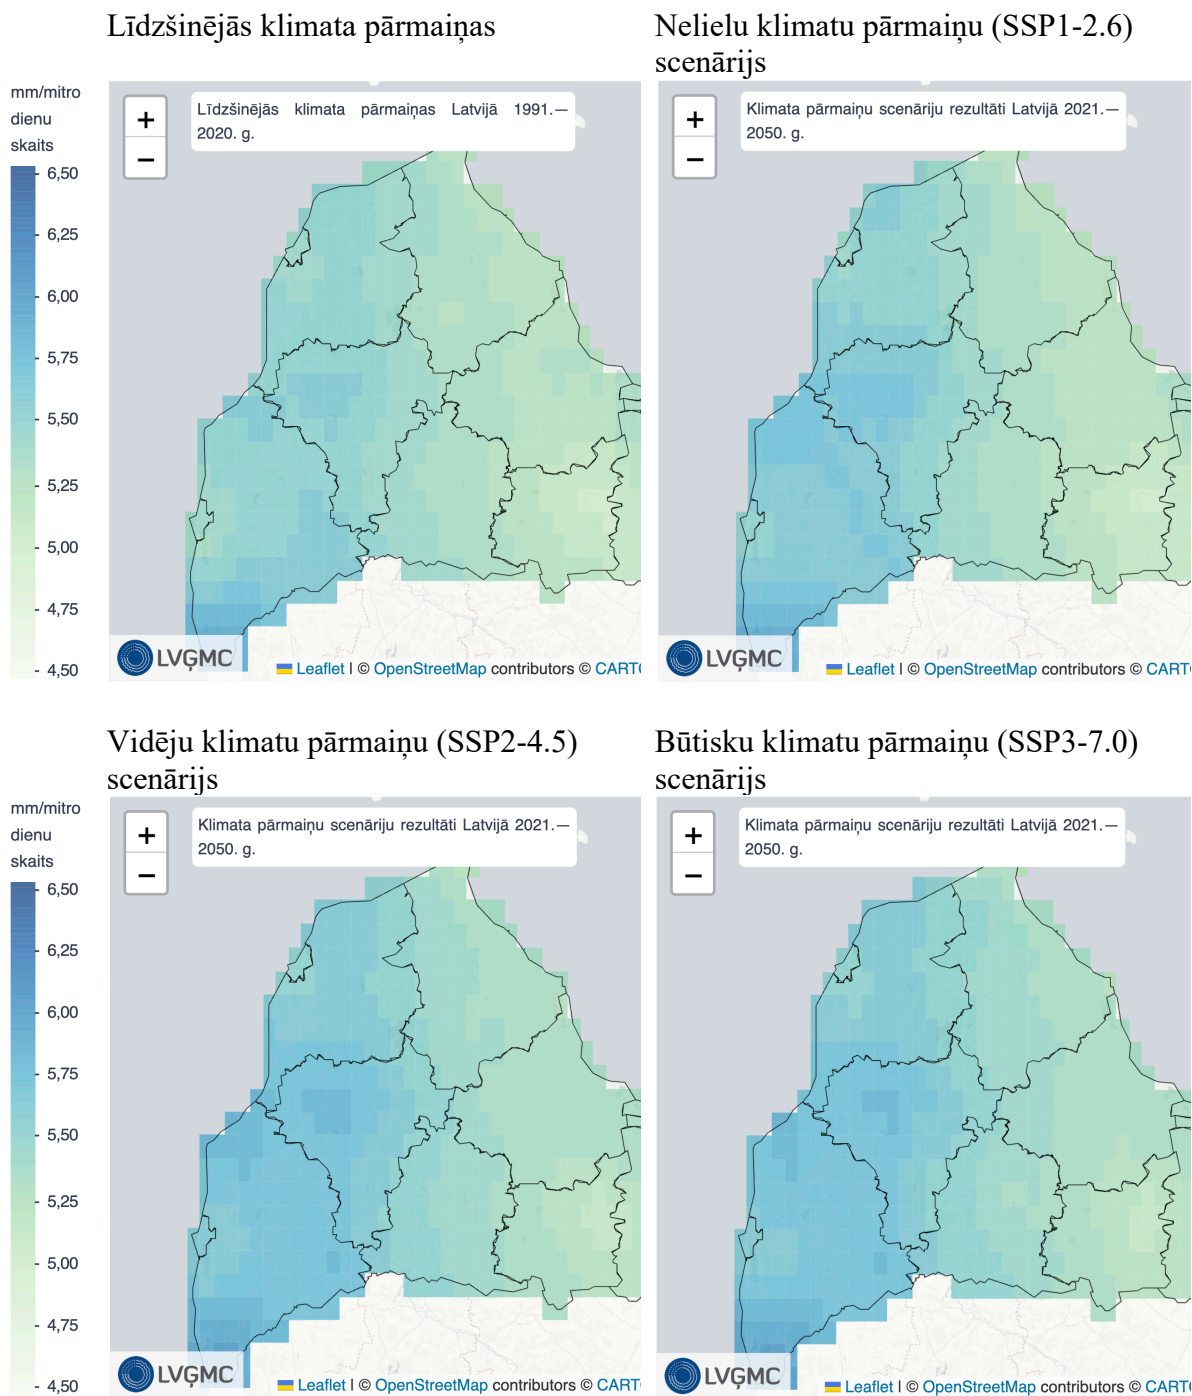 Līdzšinējās klimata pārmaiņas
Nelielu klimatu pārmaiņu (SSP1-2.6)
scenārijs
mm/mitro
dienu
skaits
6,50
6,25
6,00
5,75
5,50
5,25
5,00
4,75
4,50
+
−
Līdzšinējās klimata pārmaiņas Latvijā 1991.—
2020. g.
LVĢMC
Leaflet | © OpenStreetMap contributors © CART
+
−
Klimata pārmaiņu scenāriju rezultāti Latvijā 2021.—
2050. g.
LVĢMC
Leaflet | © OpenStreetMap contributors © CART
Vidēju klimatu pārmaiņu (SSP2-4.5)
scenārijs
Būtisku klimatu pārmaiņu (SSP3-7.0)
scenārijs
mm/mitro
dienu
skaits
6,50
6,25
6,00
5,75
5,50
5,25
5,00
4,75
4,50
+
−
Klimata pārmaiņu scenāriju rezultāti Latvijā 2021.—
2050. g.
LVĢMC
Leaflet | © OpenStreetMap contributors © CART
+
−
Klimata pārmaiņu scenāriju rezultāti Latvijā 2021.—
2050. g.
LVĢMC
Leaflet | © OpenStreetMap contributors © CART